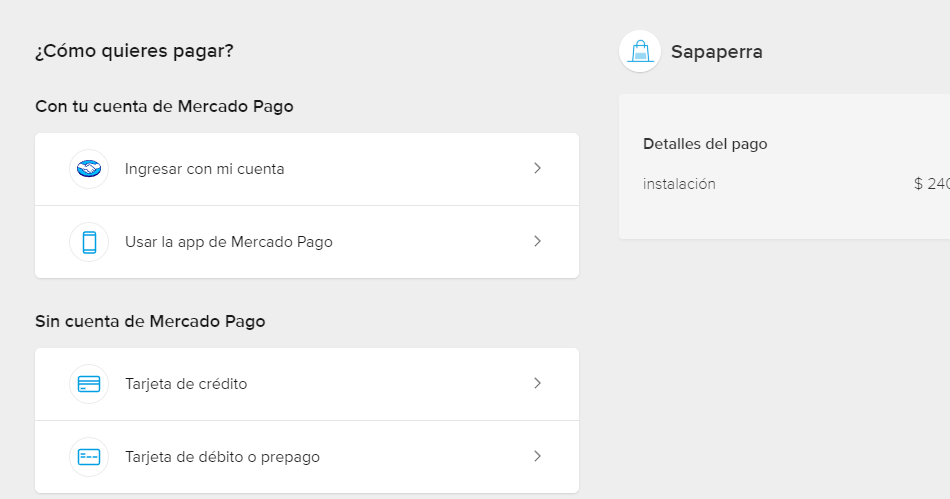 ¿Cómo quieres pagar?
Con tu cuenta de Mercado Pago
Ingresar con mi cuenta
Usar la app de Mercado Pago
Sin cuenta de Mercado Pago
Tarjeta de crédito
Tarjeta de débito o prepago
Sapaperra
Detalles del pago
instalación $ 240